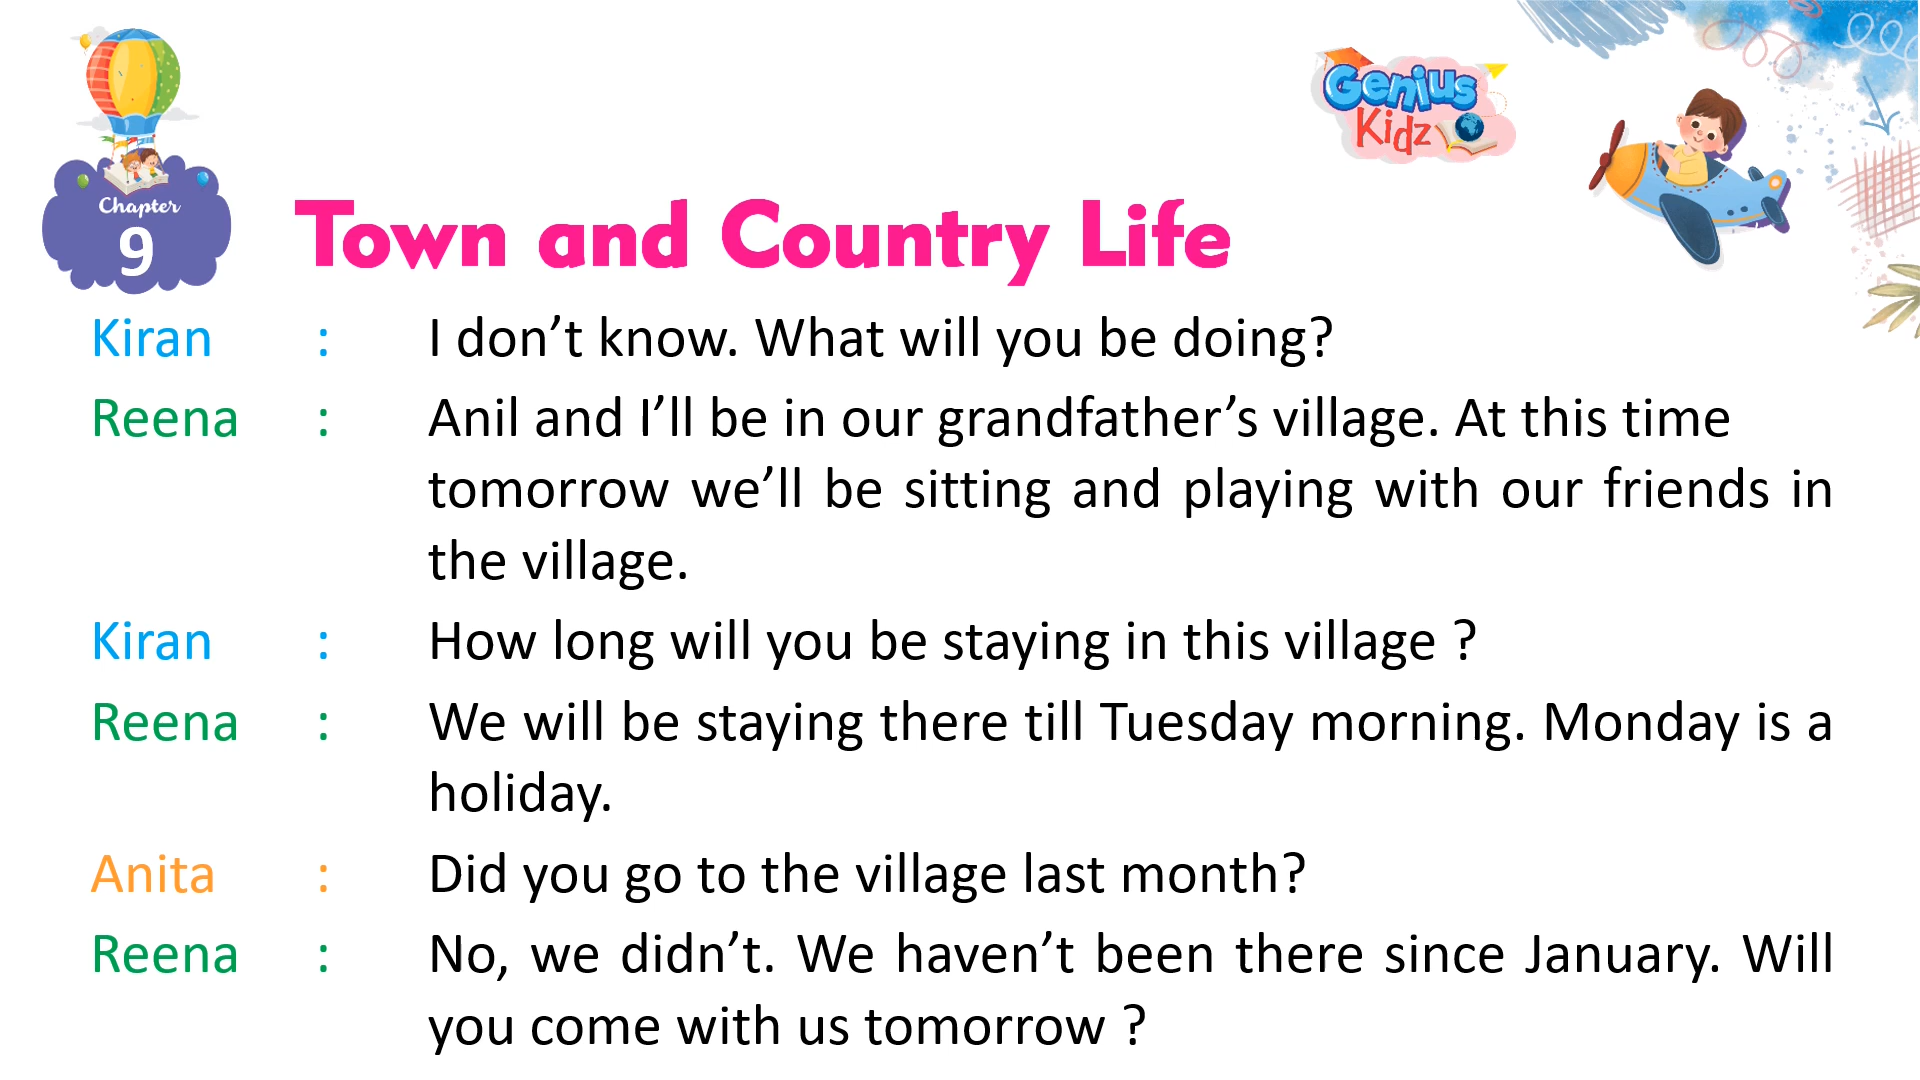 Genius
Kidz
Chapter
9
Town and Country Life
Kiran : I don’t know. What will you be doing?
Reena : Anil and I’ll be in our grandfather’s village. At this time
tomorrow we’ll be sitting and playing with our friends in
the village.
Kiran : How long will you be staying in this village ?
Reena : We will be staying there till Tuesday morning. Monday is a
holiday.
Anita : Did you go to the village last month?
Reena : No, we didn’t. We haven’t been there since January. Will
you come with us tomorrow ?